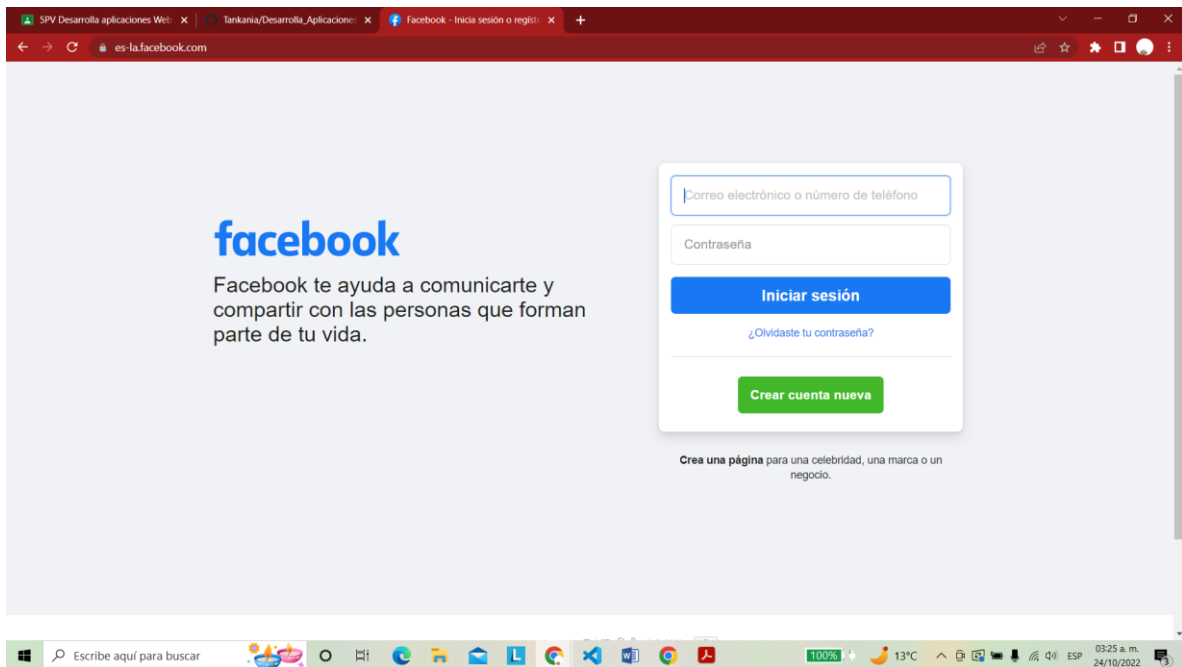 SPV Desarrolla aplicaciones Web
Tankania/Desarrolla_Aplicacione
Facebook - Inicia sesión o regístr
es-la.facebook.com
facebook
Facebook te ayuda a comunicarte y
compartir con las personas que forman
parte de tu vida.
Correo electrónico o número de teléfono
Contraseña
Iniciar sesión
¿Olvidaste tu contraseña?
Crear cuenta nueva
Crea una página para una celebridad, una marca o un
negocio.
Escribe aquí para buscar
100%
13°C
ESP
03:25 a. m.
24/10/2022